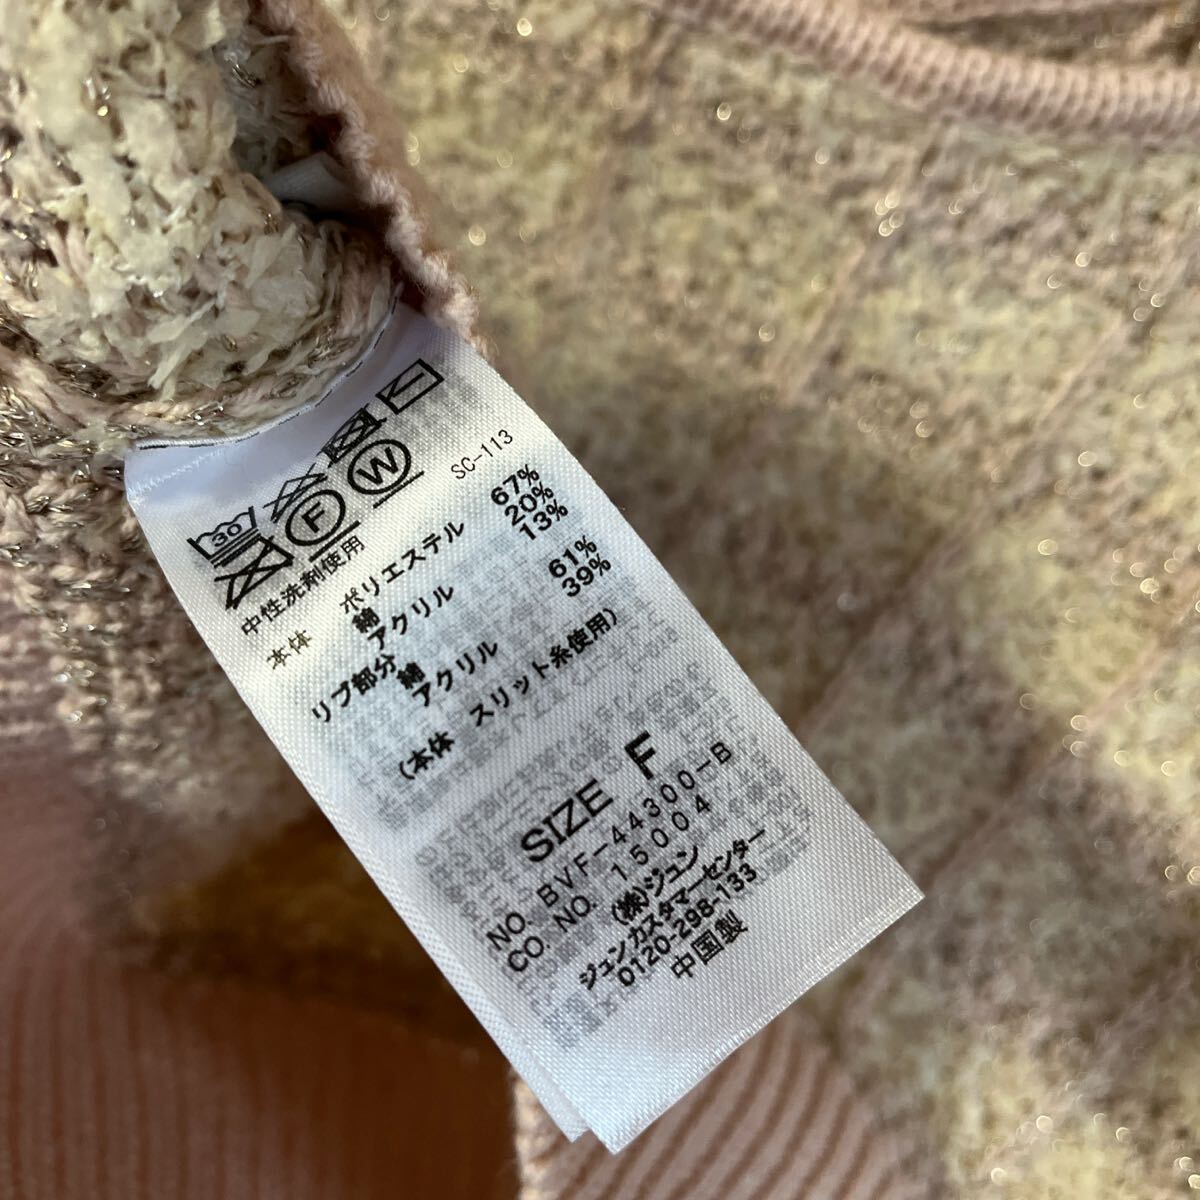 SC-113
30
F W
中性洗剤使用
本体 ポリエステル 67%
綿 20%
アクリル 13%
リブ部分 綿 61%
アクリル 39%
(本体 スリット糸使用)
SIZE F
NO. BVF-44300-B
CO. NO. 15004
(株)ジュン
ジュンカスタマーセンター
0120-298-133
中国製